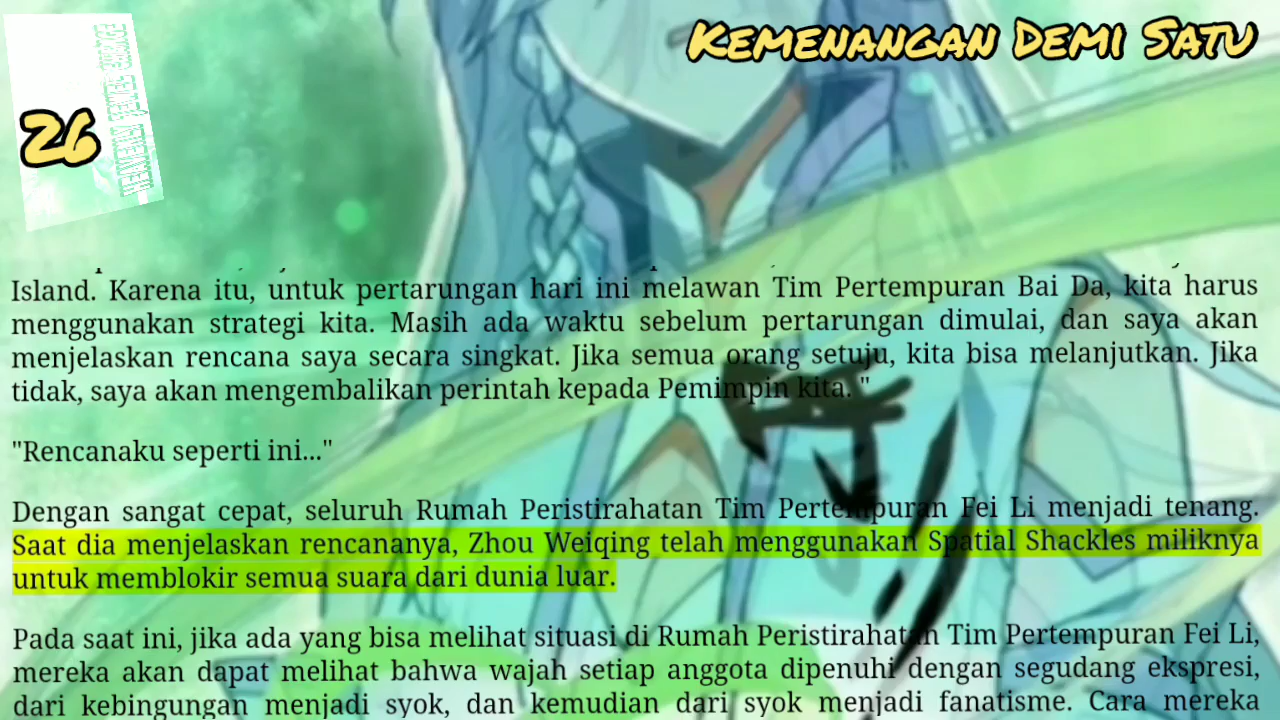 Kemenangan Demi Satu
26
HEAVENLY JEWEL CHANGE
Island. Karena itu, untuk pertarungan hari ini melawan Tim Pertempuran Bai Da, kita harus
menggunakan strategi kita. Masih ada waktu sebelum pertarungan dimulai, dan saya akan
menjelaskan rencana saya secara singkat. Jika semua orang setuju, kita bisa melanjutkan. Jika
tidak, saya akan mengembalikan perintah kepada Pemimpin kita. "
"Rencanaku seperti ini..."
Dengan sangat cepat, seluruh Rumah Peristirahatan Tim Pertempuran Fei Li menjadi tenang.
Saat dia menjelaskan rencananya, Zhou Weiqing telah menggunakan Spatial Shackles miliknya
untuk memblokir semua suara dari dunia luar.
Pada saat ini, jika ada yang bisa melihat situasi di Rumah Peristirahatan Tim Pertempuran Fei Li,
mereka akan dapat melihat bahwa wajah setiap anggota dipenuhi dengan segudang ekspresi,
dari kebingungan menjadi syok, dan kemudian dari syok menjadi fanatisme. Cara mereka